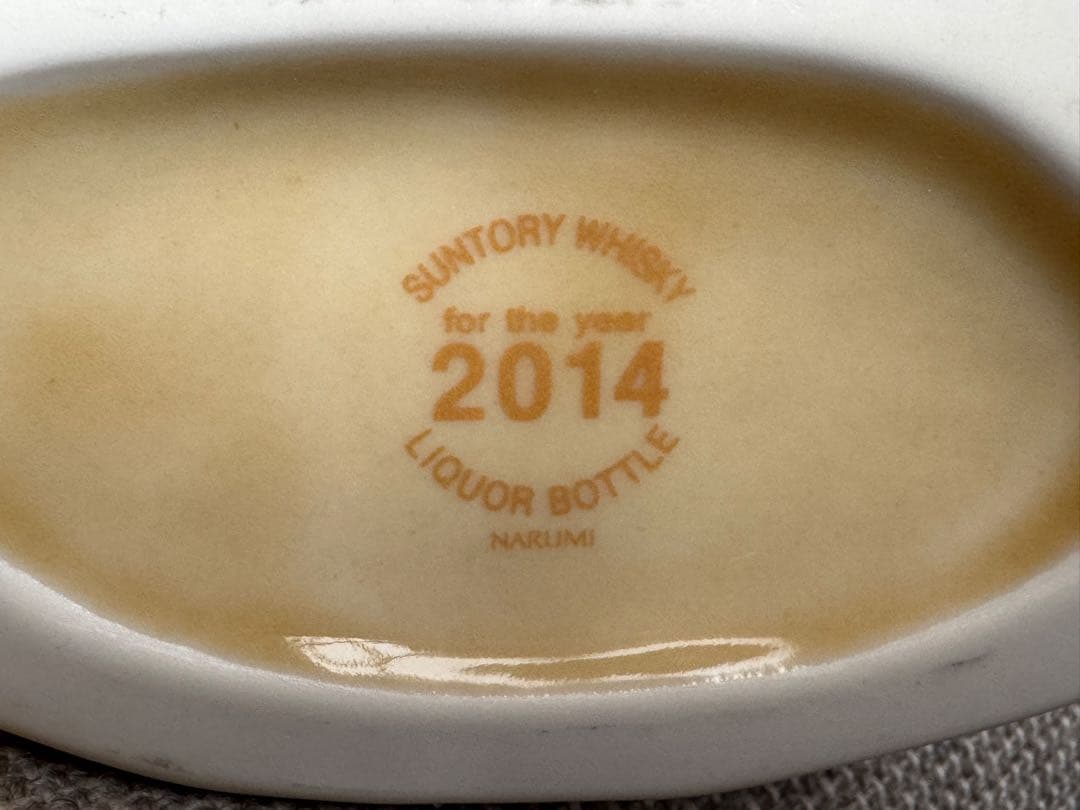 SUNTORY WHISKY
for the year
2014
LIQUOR BOTTLE
NARUMI